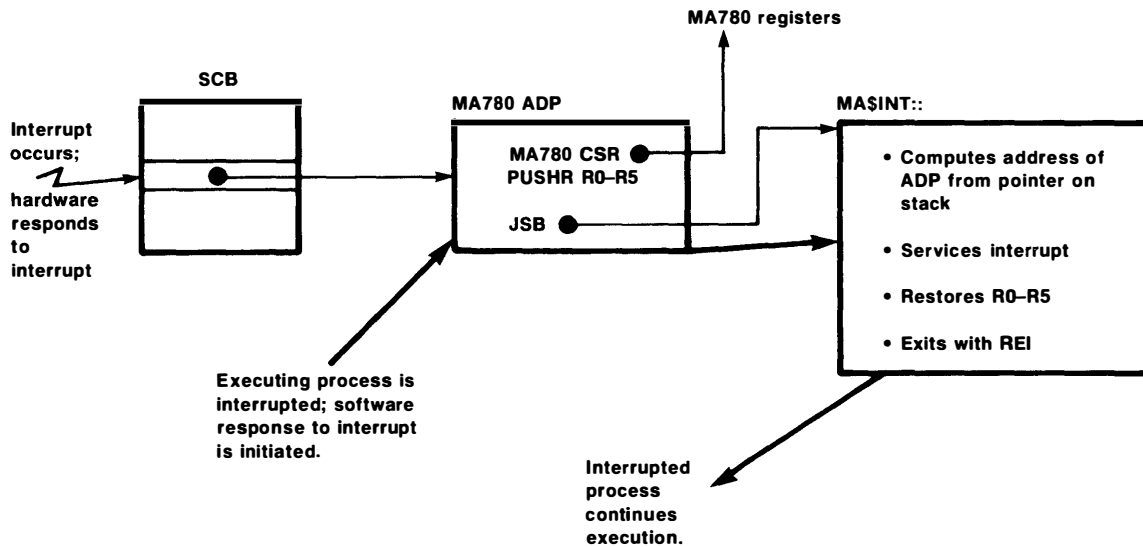 MA780 registers
SCB
MA780 ADP
MA$INT::
Interrupt
occurs;
hardware
responds
to
interrupt
MA780 CSR
PUSHR R0–R5
JSB
• Computes address of
ADP from pointer on
stack
• Services interrupt
• Restores R0–R5
• Exits with REI
Executing process is
interrupted; software
response to interrupt
is initiated.
Interrupted
process
continues
execution.